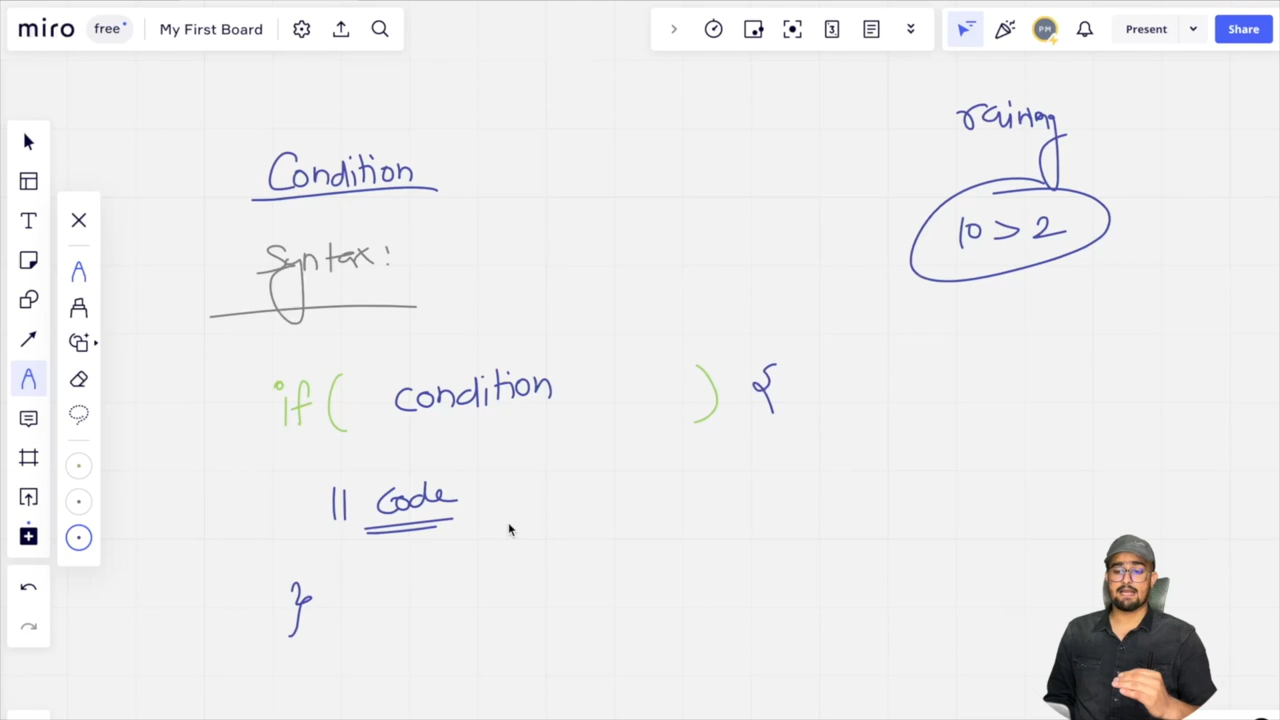 miro free My First Board Present Share
raining
Condition
10 > 2
Syntax:
if ( condition ) {
// Code
}